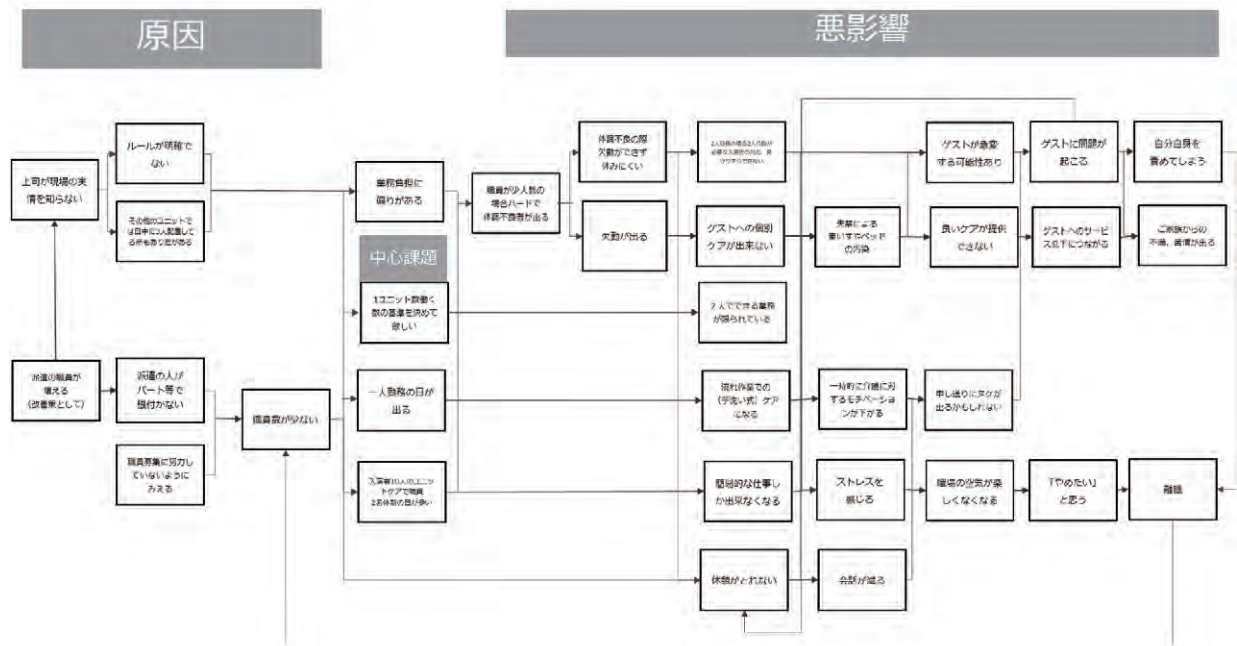 原因
悪影響
上司が現場の実
情を知らない
ルールが明確で
ない
その他のユニットで
は日中に3人配置して
る所もあり差がある
派遣の職員が
増える
(改善策として)
派遣の人が
パート等で
根付かない
職員募集に努力
していないように
みえる
職員数が少ない
業務負担に
偏りがある
中心課題
1ユニット数働く
数の基準を決めて
欲しい
一人勤務の日が
出る
入居者10人のユニッ
トケアで職員
2名体制の日が多い
職員が少人数の
場合ハードで
体調不良者が出る
体調不良の際
欠勤ができず
休みにくい
欠勤が出る
ゲストへの個別
ケアが出来ない
2人でできる業務
が限られている
流れ作業での
(芋洗い式)ケア
になる
簡易的な仕事し
か出来なくなる
休憩がとれない
失禁による
車いすやベッド
の汚染
一時的に介護に対
するモチベーショ
ンが下がる
ストレスを
感じる
会話が減る
ゲストが急変
する可能性あり
良いケアが提供
できない
申し送りにヌケが
出るかもしれない
職場の空気が楽
しくなくなる
ゲストに問題が
起こる
ゲストへのサービ
ス低下につながる
「やめたい」
と思う
自分自身を
責めてしまう
ご家族からの
不満、苦情が出る
離職